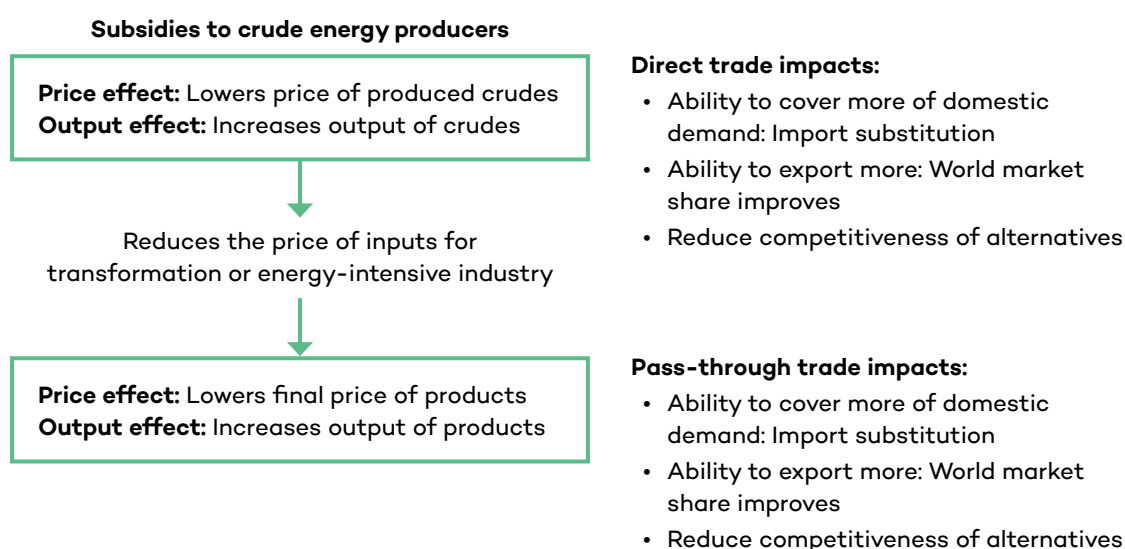 Subsidies to crude energy producers
Price effect: Lowers price of produced crudes
Output effect: Increases output of crudes
Reduces the price of inputs for
transformation or energy-intensive industry
Price effect: Lowers final price of products
Output effect: Increases output of products
Direct trade impacts:
• Ability to cover more of domestic
demand: Import substitution
• Ability to export more: World market
share improves
• Reduce competitiveness of alternatives
Pass-through trade impacts:
• Ability to cover more of domestic
demand: Import substitution
• Ability to export more: World market
share improves
• Reduce competitiveness of alternatives